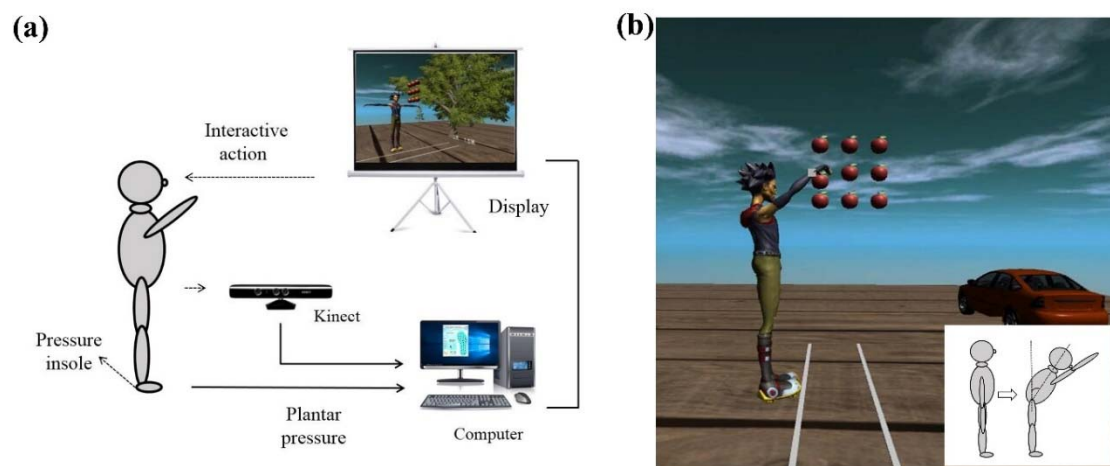 (a)
Interactive
action
Display
Kinect
Pressure
insole
Plantar
pressure
Computer
(b)